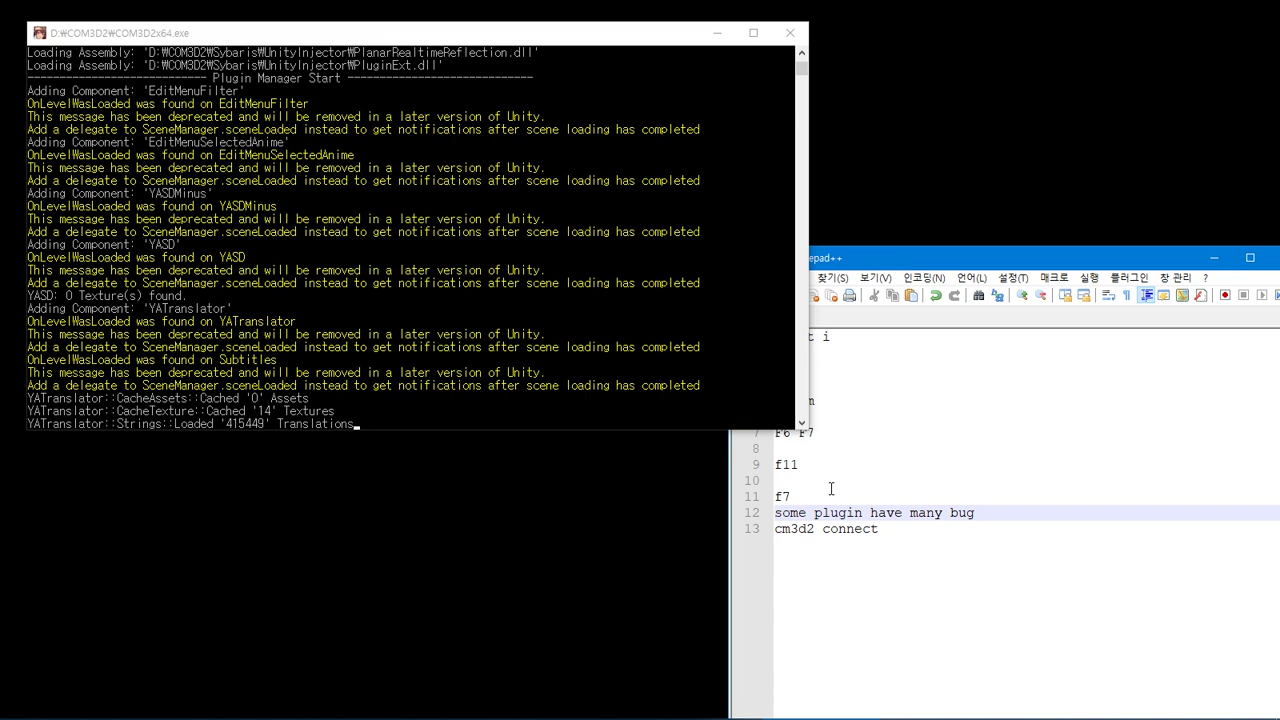 D:₩COM3D2₩COM3D2x64.exe
Loading Assembly: 'D:₩COM3D2₩Sybaris₩UnityInjector₩PlanarRealtimeReflection.dll'
Loading Assembly: 'D:₩COM3D2₩Sybaris₩UnityInjector₩PluginExt.dll'
---------------------------- Plugin Manager Start -----------------------------
Adding Component: 'EditMenuFilter'
OnLevelWasLoaded was found on EditMenuFilter
This message has been deprecated and will be removed in a later version of Unity.
Add a delegate to SceneManager.sceneLoaded instead to get notifications after scene loading has completed
Adding Component: 'EditMenuSelectedAnime'
OnLevelWasLoaded was found on EditMenuSelectedAnime
This message has been deprecated and will be removed in a later version of Unity.
Add a delegate to SceneManager.sceneLoaded instead to get notifications after scene loading has completed
Adding Component: 'YASDMinus'
OnLevelWasLoaded was found on YASDMinus
This message has been deprecated and will be removed in a later version of Unity.
Add a delegate to SceneManager.sceneLoaded instead to get notifications after scene loading has completed
Adding Component: 'YASD'
OnLevelWasLoaded was found on YASD
This message has been deprecated and will be removed in a later version of Unity.
Add a delegate to SceneManager.sceneLoaded instead to get notifications after scene loading has completed
YASD: 0 Texture(s) found.
Adding Component: 'YATranslator'
OnLevelWasLoaded was found on YATranslator
This message has been deprecated and will be removed in a later version of Unity.
Add a delegate to SceneManager.sceneLoaded instead to get notifications after scene loading has completed
OnLevelWasLoaded was found on Subtitles
This message has been deprecated and will be removed in a later version of Unity.
Add a delegate to SceneManager.sceneLoaded instead to get notifications after scene loading has completed
YATranslator::CacheAssets::Cached '0' Assets
YATranslator::CacheTexture::Cached '14' Textures
YATranslator::Strings::Loaded '415449' Translations
epad++
찾기(S) 보기(V) 인코딩(N) 언어(L) 설정(T) 매크로 실행 플러그인 창 관리 ?
t i
m
7 F6 F7
8
9 f11
10
11 f7
12 some plugin have many bug
13 cm3d2 connect